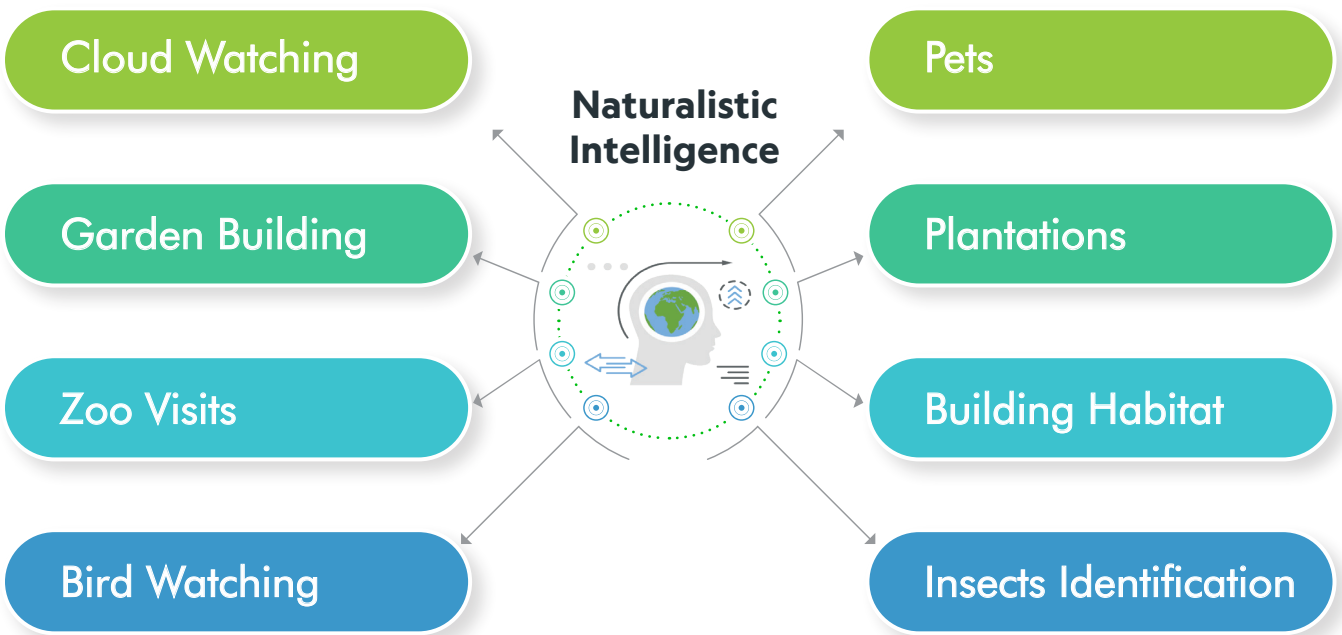 Naturalistic
Intelligence
Cloud Watching
Garden Building
Zoo Visits
Bird Watching
Pets
Plantations
Building Habitat
Insects Identification